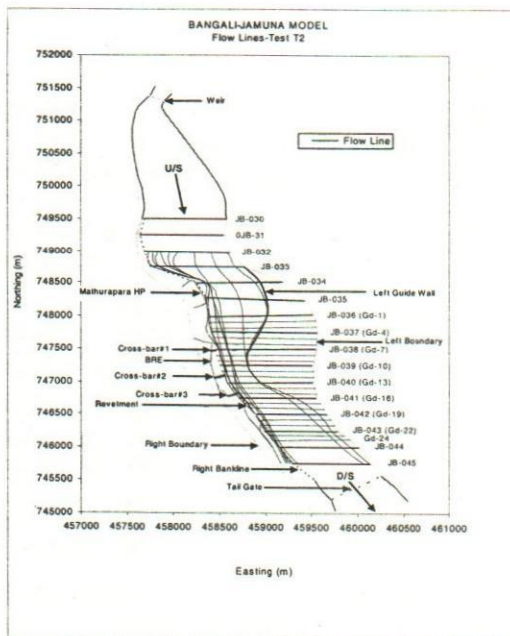 BANGALI-JAMUNA MODEL
Flow Lines-Test T2
752000
751000
750000
749000
748000
747000
746000
745000
457000 457500 458000 458500 459000 459500 460000 460500 461000
Northing (m)
Easting (m)
Weir
Flow Line
U/S
JB-030
0JB-31
JB-032
JB-033
JB-034
Mathurapara HP
Left Guide Wall
JB-035
JB-036 (Gd-1)
JB-037 (Gd-4)
Left Boundary
Cross-bar#1
JB-038 (Gd-7)
BRE
JB-039 (Gd-10)
Cross-bar#2
JB-040 (Gd-13)
Cross-bar#3
JB-041 (Gd-16)
Revetment
JB-042 (Gd-19)
JB-043 (Gd-22)
Gd-24
Right Boundary
JB-044
Right Bankline
JB-045
D/S
Tail Gate
751500
750500
749500
748500
747500
746500
745500